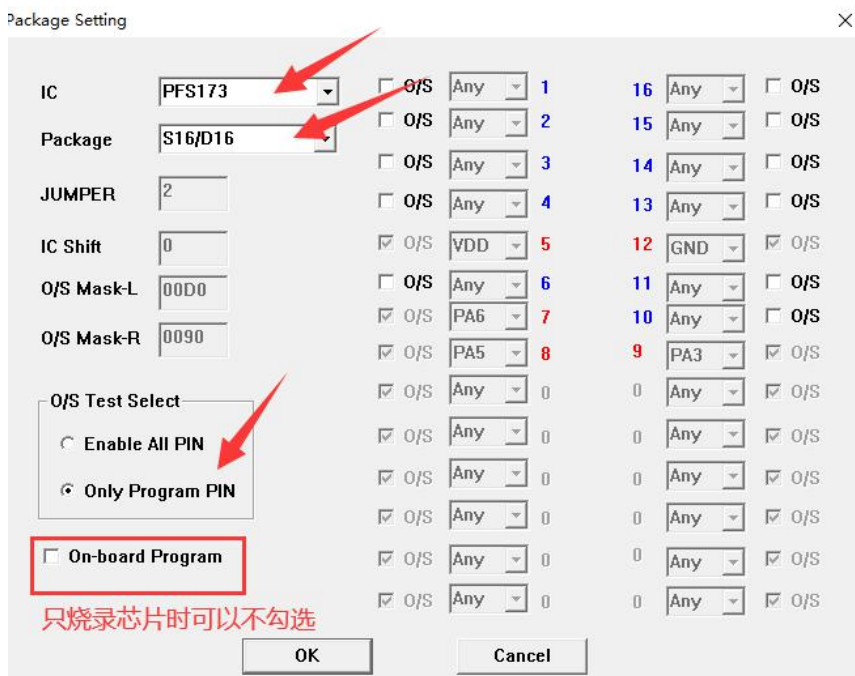 Package Setting
IC PFS173
Package S16/D16
JUMPER 2
IC Shift 0
O/S Mask-L 00D0
O/S Mask-R 0090
O/S Test Select
Enable All PIN
Only Program PIN
On-board Program
只烧录芯片时可以不勾选
O/S Any 1 16 Any O/S
O/S Any 2 15 Any O/S
O/S Any 3 14 Any O/S
O/S Any 4 13 Any O/S
O/S VDD 5 12 GND O/S
O/S Any 6 11 Any O/S
O/S PA6 7 10 Any O/S
O/S PA5 8 9 PA3 O/S
O/S Any 0 0 Any O/S
O/S Any 0 0 Any O/S
O/S Any 0 0 Any O/S
O/S Any 0 0 Any O/S
O/S Any 0 0 Any O/S
O/S Any 0 0 Any O/S
OK Cancel